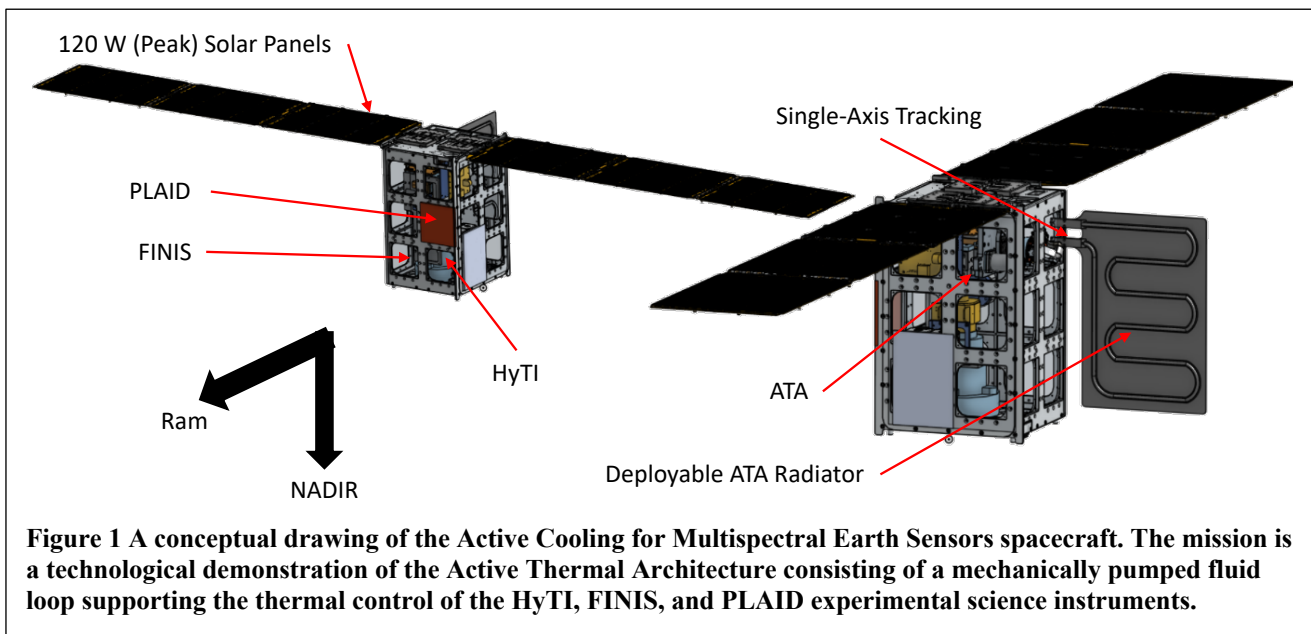 120 W (Peak) Solar Panels
Single-Axis Tracking
PLAID
FINIS
HyTI
ATA
Ram
Deployable ATA Radiator
NADIR
Figure 1 A conceptual drawing of the Active Cooling for Multispectral Earth Sensors spacecraft. The mission is
a technological demonstration of the Active Thermal Architecture consisting of a mechanically pumped fluid
loop supporting the thermal control of the HyTI, FINIS, and PLAID experimental science instruments.